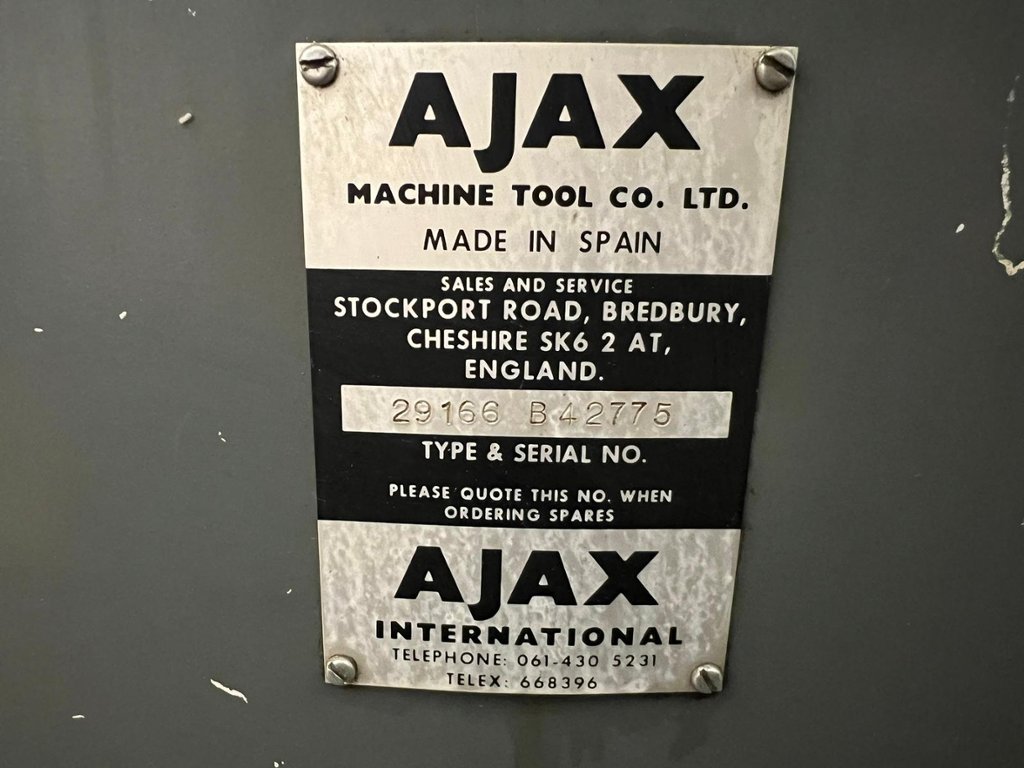 AJAX
MACHINE TOOL CO. LTD.
MADE IN SPAIN
SALES AND SERVICE
STOCKPORT ROAD, BREDBURY,
CHESHIRE SK6 2 AT,
ENGLAND.
29166 B42775
TYPE & SERIAL NO.
PLEASE QUOTE THIS NO. WHEN
ORDERING SPARES
AJAX
INTERNATIONAL
TELEPHONE: 061-430 5231
TELEX: 668396